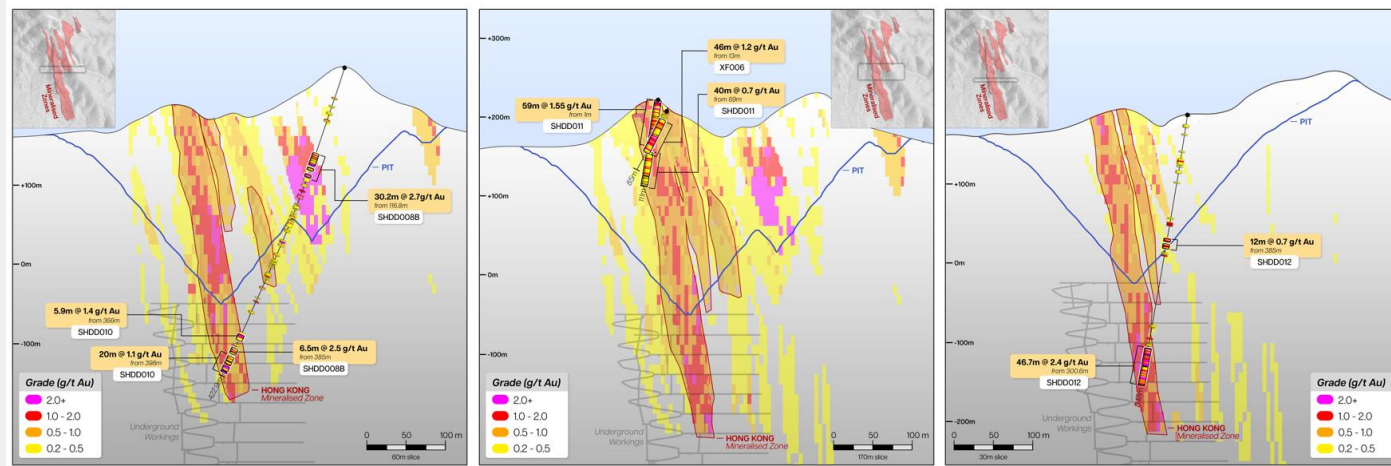 Mineralised
Zones
+100m
0m
-100m
PIT
30.2m @ 2.7g/t Au
from 116.8m
SHDD008B
5.9m @ 1.4 g/t Au
from 366m
SHDD010
20m @ 1.1 g/t Au
from 398m
SHDD010
6.5m @ 2.5 g/t Au
from 385m
SHDD008B
HONG KONG
Mineralised Zone
Underground
Workings
Grade (g/t Au)
2.0+
1.0 - 2.0
0.5 - 1.0
0.2 - 0.5
0 50 100 m
60m slice
+300m
+200m
+100m
-0m
-100m
46m @ 1.2 g/t Au
from 13m
XF006
59m @ 1.55 g/t Au
from 1m
SHDD011
40m @ 0.7 g/t Au
from 69m
SHDD011
85m
111m
PIT
Mineralised
Zones
HONG KONG
Mineralised Zone
Underground
Workings
Grade (g/t Au)
2.0+
1.0 - 2.0
0.5 - 1.0
0.2 - 0.5
0 50 100 m
170m slice
Mineralised
Zones
+100m
0m
-100m
-200m
PIT
12m @ 0.7 g/t Au
from 385m
SHDD012
46.7m @ 2.4 g/t Au
from 300.6m
SHDD012
HONG KONG
Mineralised Zone
Underground
Workings
Grade (g/t Au)
2.0+
1.0 - 2.0
0.5 - 1.0
0.2 - 0.5
0 50 100 m
30m slice